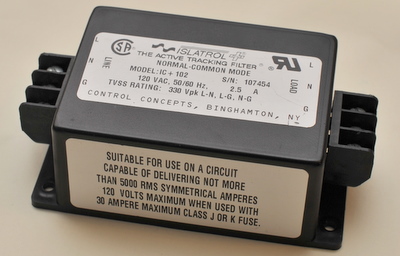 ISLATROL
THE ACTIVE TRACKING FILTER®
NORMAL-COMMON MODE
MODEL: IC+102
120 VAC, 50/60 Hz, 2.5 A
S/N: 107454
TVSS RATING: 330 Vpk L-N, L-G, N-G
CONTROL CONCEPTS, BINGHAMTON, NY
L
N
G
LINE
L
N
G
LOAD
SUITABLE FOR USE ON A CIRCUIT
CAPABLE OF DELIVERING NOT MORE
THAN 5000 RMS SYMMETRICAL AMPERES
120 VOLTS MAXIMUM WHEN USED WITH
30 AMPERE MAXIMUM CLASS J OR K FUSE.